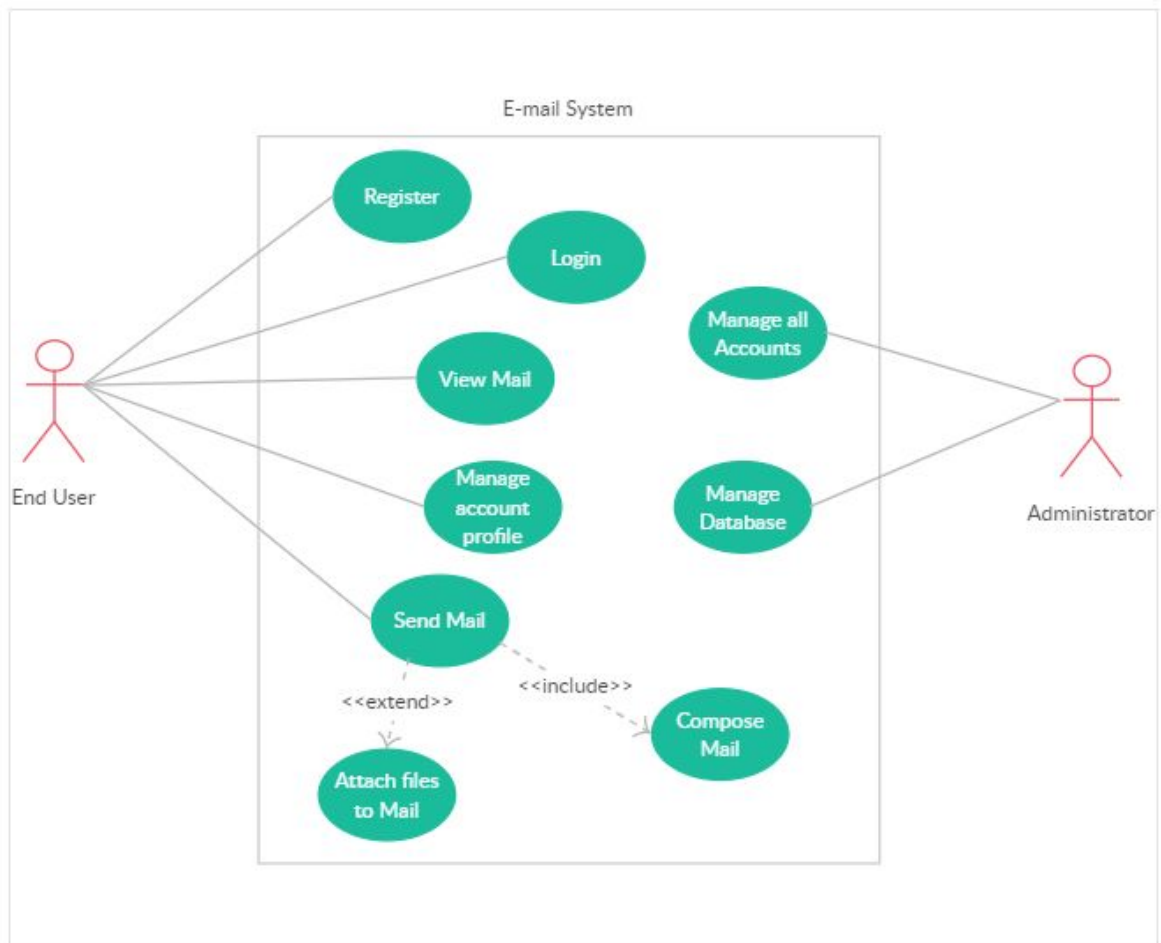 E-mail System
Register
Login
Manage all
Accounts
View Mail
Manage
account
profile
Manage
Database
End User
Administrator
Send Mail
<<extend>>
<<include>>
Compose
Mail
Attach files
to Mail